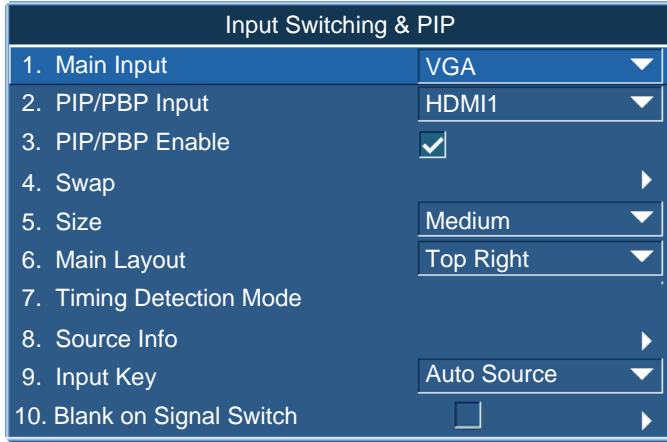 Input Switching & PIP
1. Main Input VGA
2. PIP/PBP Input HDMI1
3. PIP/PBP Enable
4. Swap
5. Size Medium
6. Main Layout Top Right
7. Timing Detection Mode
8. Source Info
9. Input Key Auto Source
10. Blank on Signal Switch